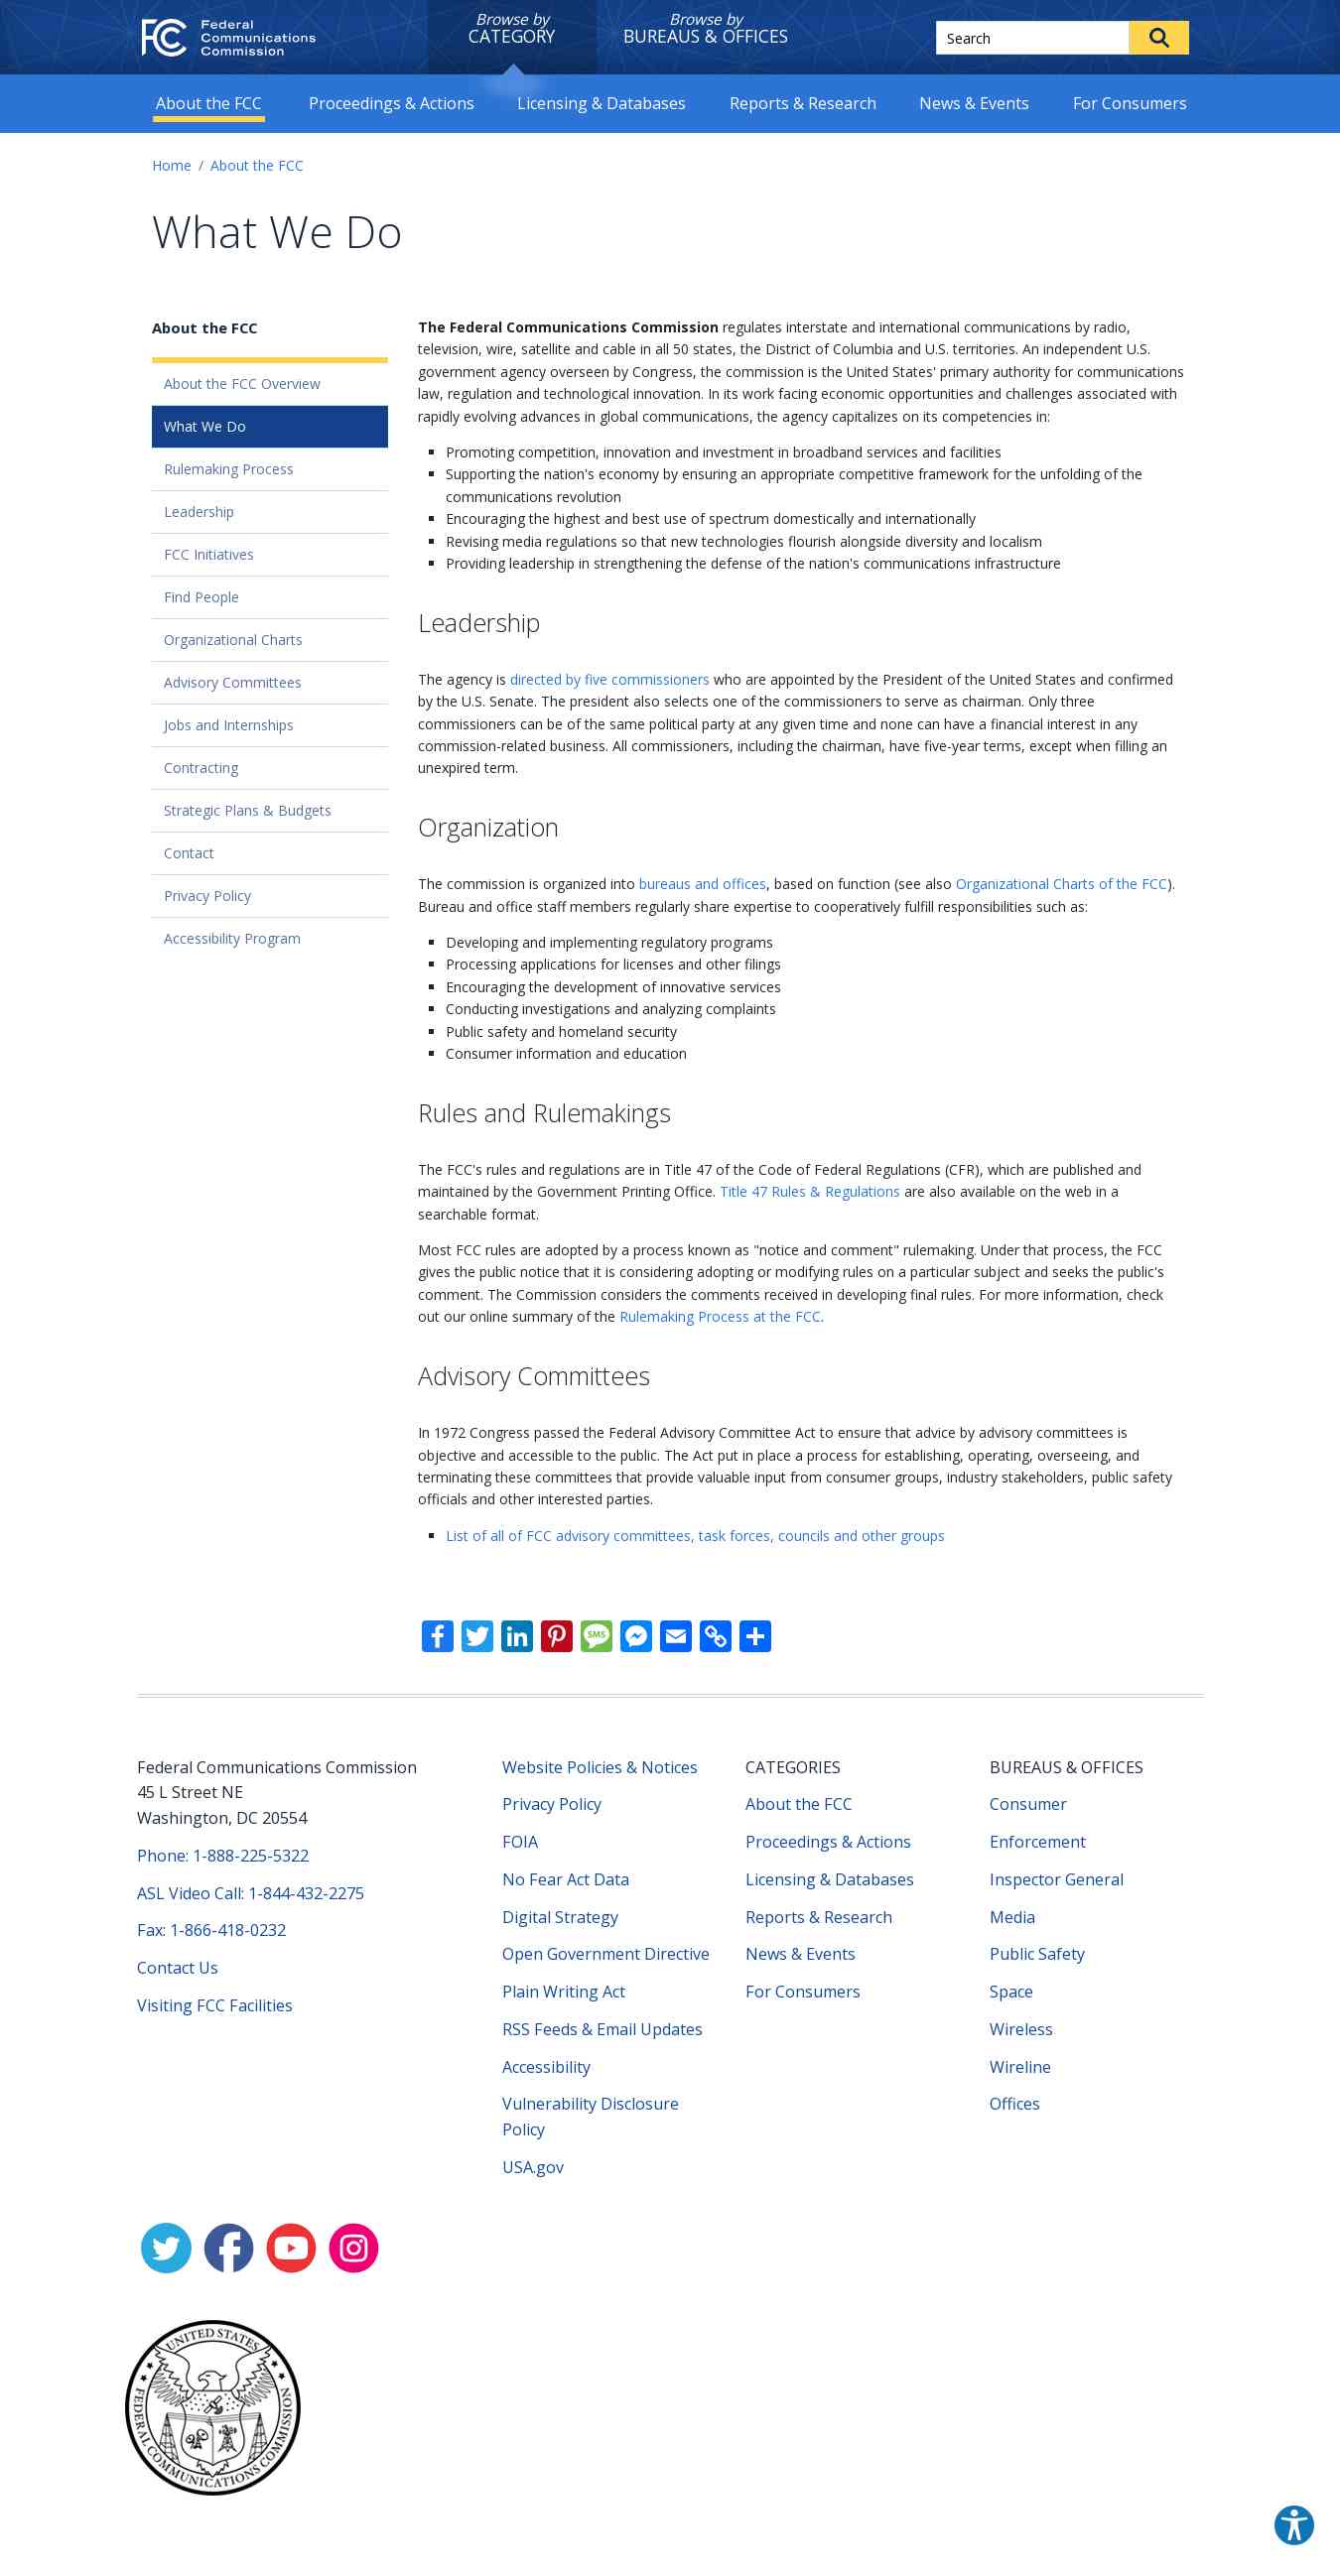 Federal
Communications
Commission
Browse by
CATEGORY
Browse by
BUREAUS & OFFICES
Search
About the FCC
Proceedings & Actions
Licensing & Databases
Reports & Research
News & Events
For Consumers
Home / About the FCC
What We Do
About the FCC
About the FCC Overview
What We Do
Rulemaking Process
Leadership
FCC Initiatives
Find People
Organizational Charts
Advisory Committees
Jobs and Internships
Contracting
Strategic Plans & Budgets
Contact
Privacy Policy
Accessibility Program
The Federal Communications Commission regulates interstate and international communications by radio,
television, wire, satellite and cable in all 50 states, the District of Columbia and U.S. territories. An independent U.S.
government agency overseen by Congress, the commission is the United States' primary authority for communications
law, regulation and technological innovation. In its work facing economic opportunities and challenges associated with
rapidly evolving advances in global communications, the agency capitalizes on its competencies in:
Promoting competition, innovation and investment in broadband services and facilities
Supporting the nation's economy by ensuring an appropriate competitive framework for the unfolding of the
communications revolution
Encouraging the highest and best use of spectrum domestically and internationally
Revising media regulations so that new technologies flourish alongside diversity and localism
Providing leadership in strengthening the defense of the nation's communications infrastructure
Leadership
The agency is directed by five commissioners who are appointed by the President of the United States and confirmed
by the U.S. Senate. The president also selects one of the commissioners to serve as chairman. Only three
commissioners can be of the same political party at any given time and none can have a financial interest in any
commission-related business. All commissioners, including the chairman, have five-year terms, except when filling an
unexpired term.
Organization
The commission is organized into bureaus and offices, based on function (see also Organizational Charts of the FCC).
Bureau and office staff members regularly share expertise to cooperatively fulfill responsibilities such as:
Developing and implementing regulatory programs
Processing applications for licenses and other filings
Encouraging the development of innovative services
Conducting investigations and analyzing complaints
Public safety and homeland security
Consumer information and education
Rules and Rulemakings
The FCC's rules and regulations are in Title 47 of the Code of Federal Regulations (CFR), which are published and
maintained by the Government Printing Office. Title 47 Rules & Regulations are also available on the web in a
searchable format.
Most FCC rules are adopted by a process known as "notice and comment" rulemaking. Under that process, the FCC
gives the public notice that it is considering adopting or modifying rules on a particular subject and seeks the public's
comment. The Commission considers the comments received in developing final rules. For more information, check
out our online summary of the Rulemaking Process at the FCC.
Advisory Committees
In 1972 Congress passed the Federal Advisory Committee Act to ensure that advice by advisory committees is
objective and accessible to the public. The Act put in place a process for establishing, operating, overseeing, and
terminating these committees that provide valuable input from consumer groups, industry stakeholders, public safety
officials and other interested parties.
List of all of FCC advisory committees, task forces, councils and other groups
SMS
Federal Communications Commission
45 L Street NE
Washington, DC 20554
Phone: 1-888-225-5322
ASL Video Call: 1-844-432-2275
Fax: 1-866-418-0232
Contact Us
Visiting FCC Facilities
Website Policies & Notices
Privacy Policy
FOIA
No Fear Act Data
Digital Strategy
Open Government Directive
Plain Writing Act
RSS Feeds & Email Updates
Accessibility
Vulnerability Disclosure
Policy
USA.gov
CATEGORIES
About the FCC
Proceedings & Actions
Licensing & Databases
Reports & Research
News & Events
For Consumers
BUREAUS & OFFICES
Consumer
Enforcement
Inspector General
Media
Public Safety
Space
Wireless
Wireline
Offices
UNITED STATES
FEDERAL COMMUNICATIONS COMMISSION